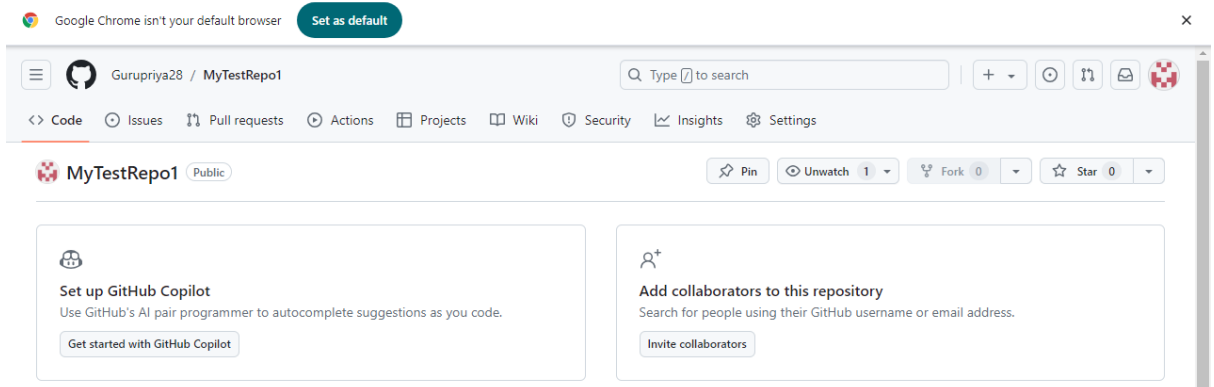 Google Chrome isn't your default browser Set as default
Gurupriya28 / MyTestRepo1 Type / to search
Code Issues Pull requests Actions Projects Wiki Security Insights Settings
MyTestRepo1 Public Pin Unwatch 1 Fork 0 Star 0
Set up GitHub Copilot
Use GitHub's AI pair programmer to autocomplete suggestions as you code.
Get started with GitHub Copilot
Add collaborators to this repository
Search for people using their GitHub username or email address.
Invite collaborators